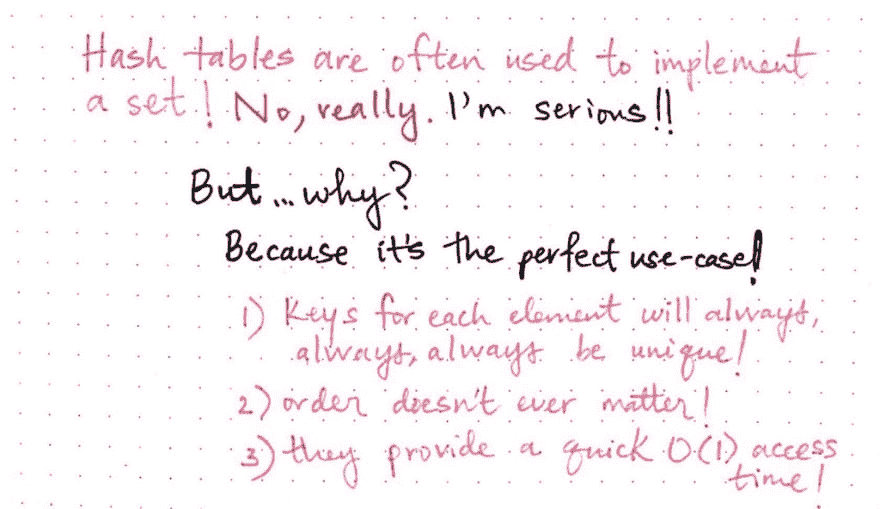 Hash tables are often used to implement
a set! No, really. I'm serious!!
But...why?
Because it's the perfect use-case!
1) Keys for each element will always,
always, always be unique!
2) order doesn't ever matter!
3) they provide a quick O(1) access
time!